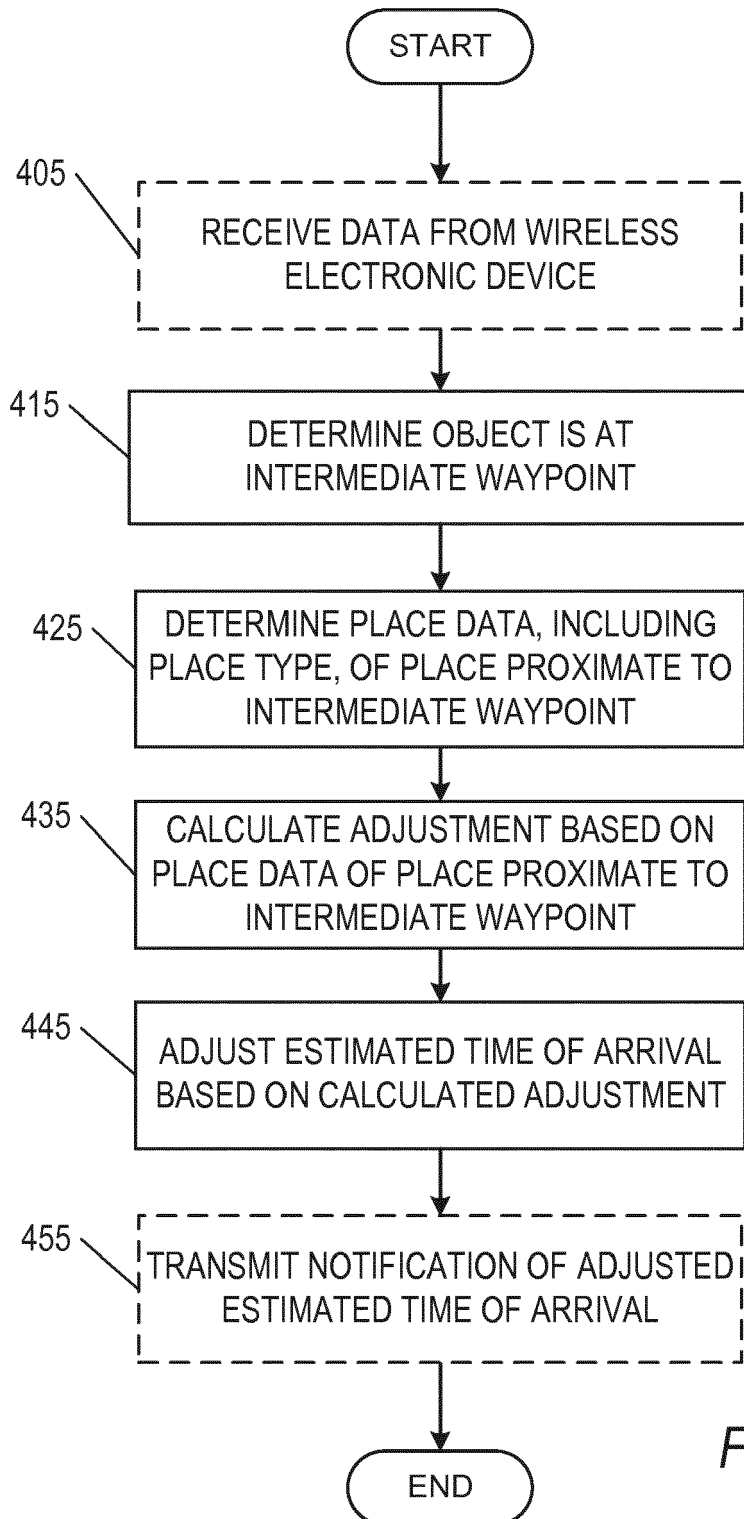 START
405
RECEIVE DATA FROM WIRELESS
ELECTRONIC DEVICE
415
DETERMINE OBJECT IS AT
INTERMEDIATE WAYPOINT
425
DETERMINE PLACE DATA, INCLUDING
PLACE TYPE, OF PLACE PROXIMATE TO
INTERMEDIATE WAYPOINT
435
CALCULATE ADJUSTMENT BASED ON
PLACE DATA OF PLACE PROXIMATE TO
INTERMEDIATE WAYPOINT
445
ADJUST ESTIMATED TIME OF ARRIVAL
BASED ON CALCULATED ADJUSTMENT
455
TRANSMIT NOTIFICATION OF ADJUSTED
ESTIMATED TIME OF ARRIVAL
END